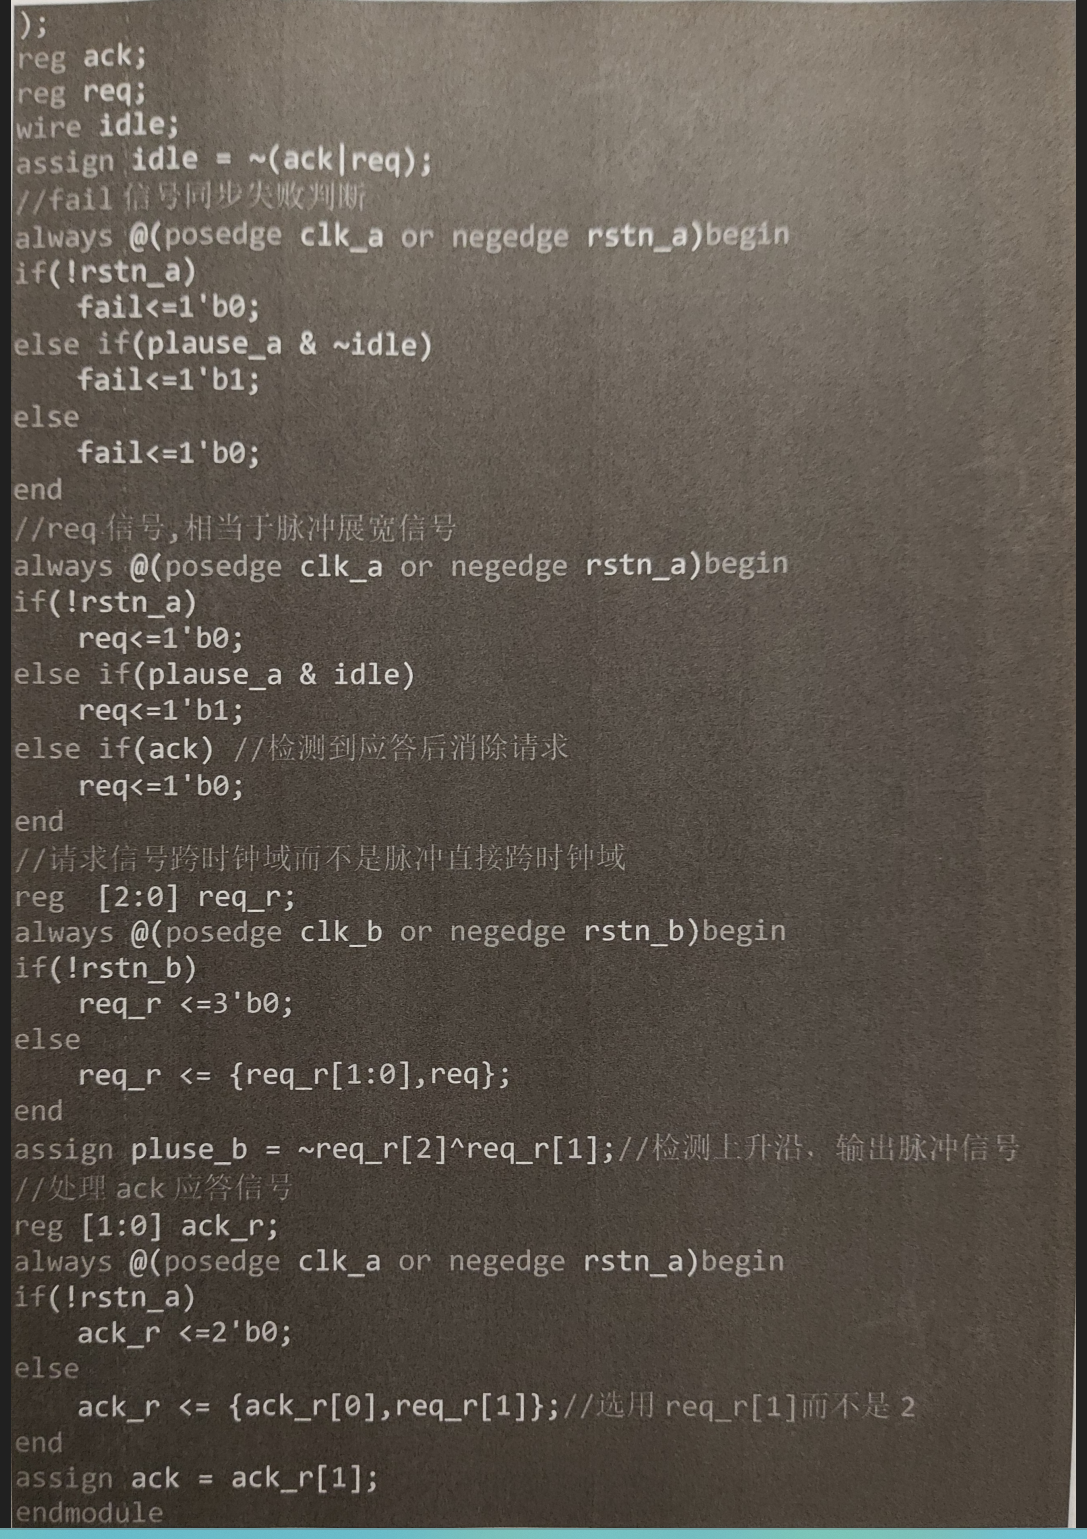 );
reg ack;
reg req;
wire idle;
assign idle = ~(ack|req);
//fail 信号同步失败判断
always @(posedge clk_a or negedge rstn_a)begin
if(!rstn_a)
    fail<=1'b0;
else if(plause_a & ~idle)
    fail<=1'b1;
else
    fail<=1'b0;
end
//req 信号,相当于脉冲展宽信号
always @(posedge clk_a or negedge rstn_a)begin
if(!rstn_a)
    req<=1'b0;
else if(plause_a & idle)
    req<=1'b1;
else if(ack) //检测到应答后消除请求
    req<=1'b0;
end
//请求信号跨时钟域而不是脉冲直接跨时钟域
reg  [2:0] req_r;
always @(posedge clk_b or negedge rstn_b)begin
if(!rstn_b)
    req_r <=3'b0;
else
    req_r <= {req_r[1:0],req};
end
assign pluse_b = ~req_r[2]^req_r[1];//检测上升沿，输出脉冲信号
//处理 ack 应答信号
reg [1:0] ack_r;
always @(posedge clk_a or negedge rstn_a)begin
if(!rstn_a)
    ack_r <=2'b0;
else
    ack_r <= {ack_r[0],req_r[1]};//选用 req_r[1]而不是 2
end
assign ack = ack_r[1];
endmodule